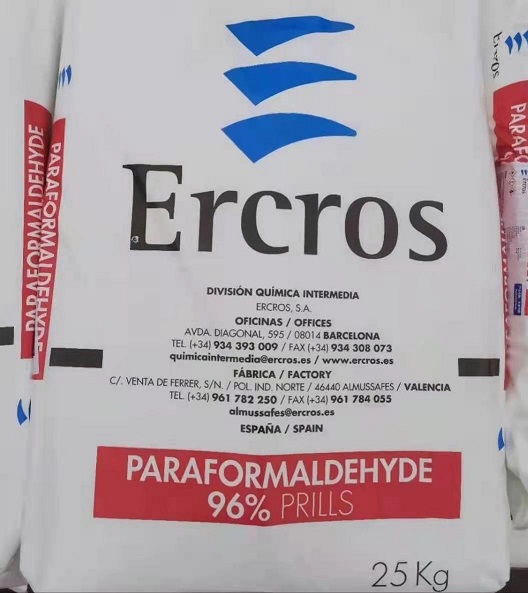 Ercros
DIVISIÓN QUÍMICA INTERMEDIA
ERCROS, S.A.
OFICINAS / OFFICES
AVDA. DIAGONAL, 595 / 08014 BARCELONA
TEL. (+34) 934 393 009 / FAX (+34) 934 308 073
quimicaintermedia@ercros.es / www.ercros.es
FÁBRICA / FACTORY
C/. VENTA DE FERRER, S/N. / POL. IND. NORTE / 46440 ALMUSSAFES / VALENCIA
TEL. (+34) 961 782 250 / FAX (+34) 961 784 055
almussafes@ercros.es
ESPAÑA / SPAIN
PARAFORMALDEHYDE
96% PRILLS
25 Kg
PARAFORMALDEHYDE
PARAFORMALDEHYDE
Ercros
PARAF